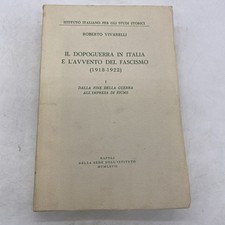 ISTITUTO ITALIANO PER GLI STUDI STORICI
ROBERTO VIVARELLI
IL DOPOGUERRA IN ITALIA
E L'AVVENTO DEL FASCISMO
(1918-1922)
I
DALLA FINE DELLA GUERRA
ALL'IMPRESA DI FIUME
NAPOLI
NELLA SEDE DELL'ISTITUTO
MCMLXVII